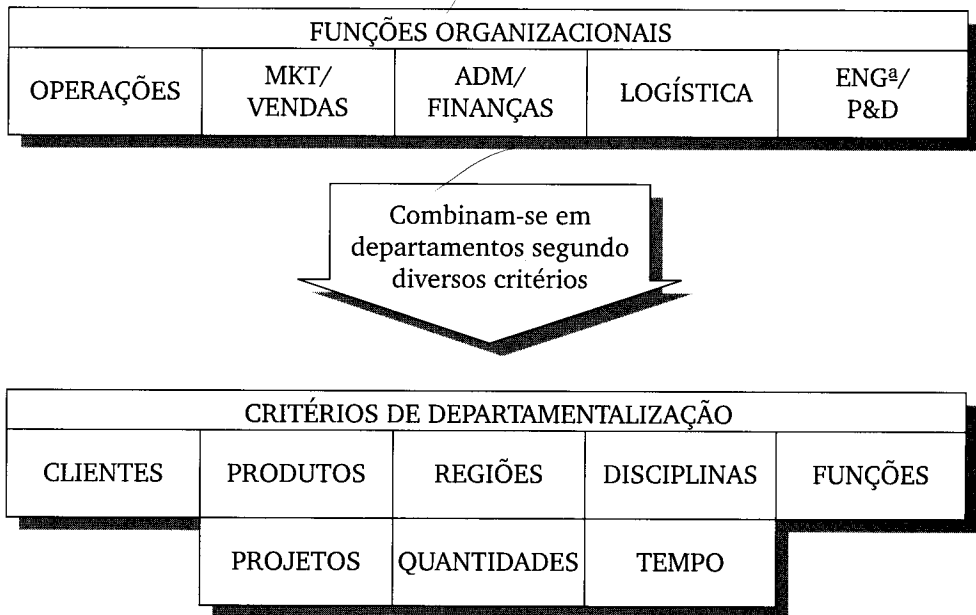 FUNÇÕES ORGANIZACIONAIS
OPERAÇÕES
MKT/
VENDAS
ADM/
FINANÇAS
LOGÍSTICA
ENGª/
P&D
Combinam-se em
departamentos segundo
diversos critérios
CRITÉRIOS DE DEPARTAMENTALIZAÇÃO
CLIENTES
PRODUTOS
REGIÕES
DISCIPLINAS
FUNÇÕES
PROJETOS
QUANTIDADES
TEMPO